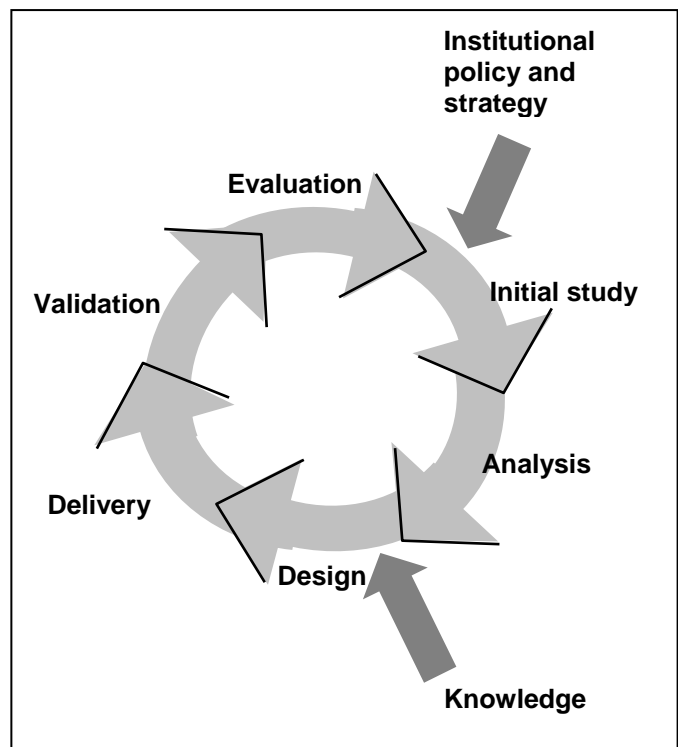 Institutional
policy and
strategy
Evaluation
Initial study
Validation
Analysis
Delivery
Design
Knowledge